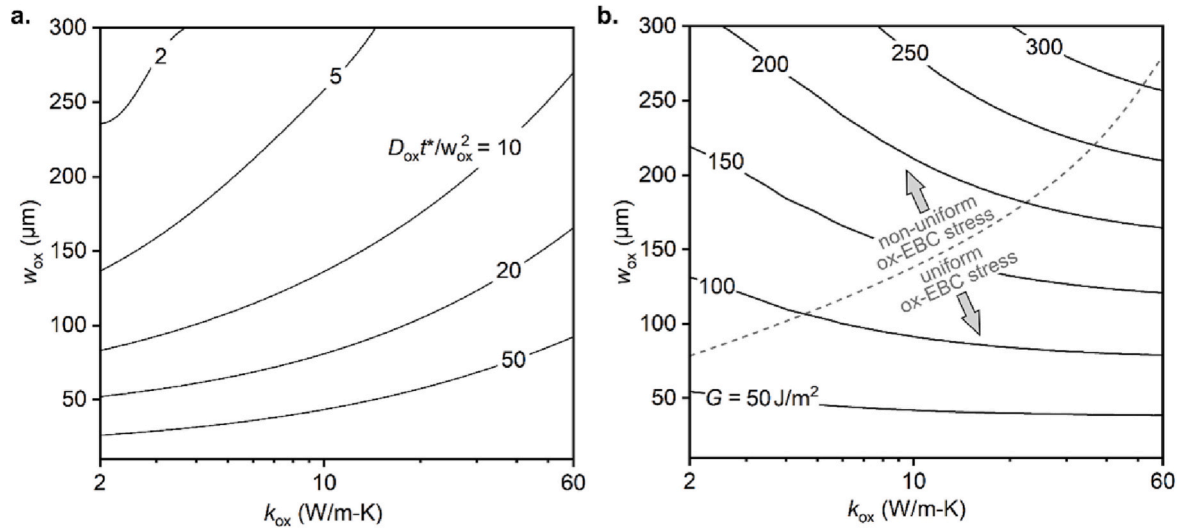 a.
300
250
200
150
100
50
w_ox (µm)
2
5
D_ox t*/w_ox^2 = 10
20
50
2
10
60
k_ox (W/m-K)
b.
300
250
200
150
100
50
w_ox (µm)
200
250
300
150
100
G = 50 J/m²
non-uniform
ox-EBC stress
uniform
ox-EBC stress
2
10
60
k_ox (W/m-K)